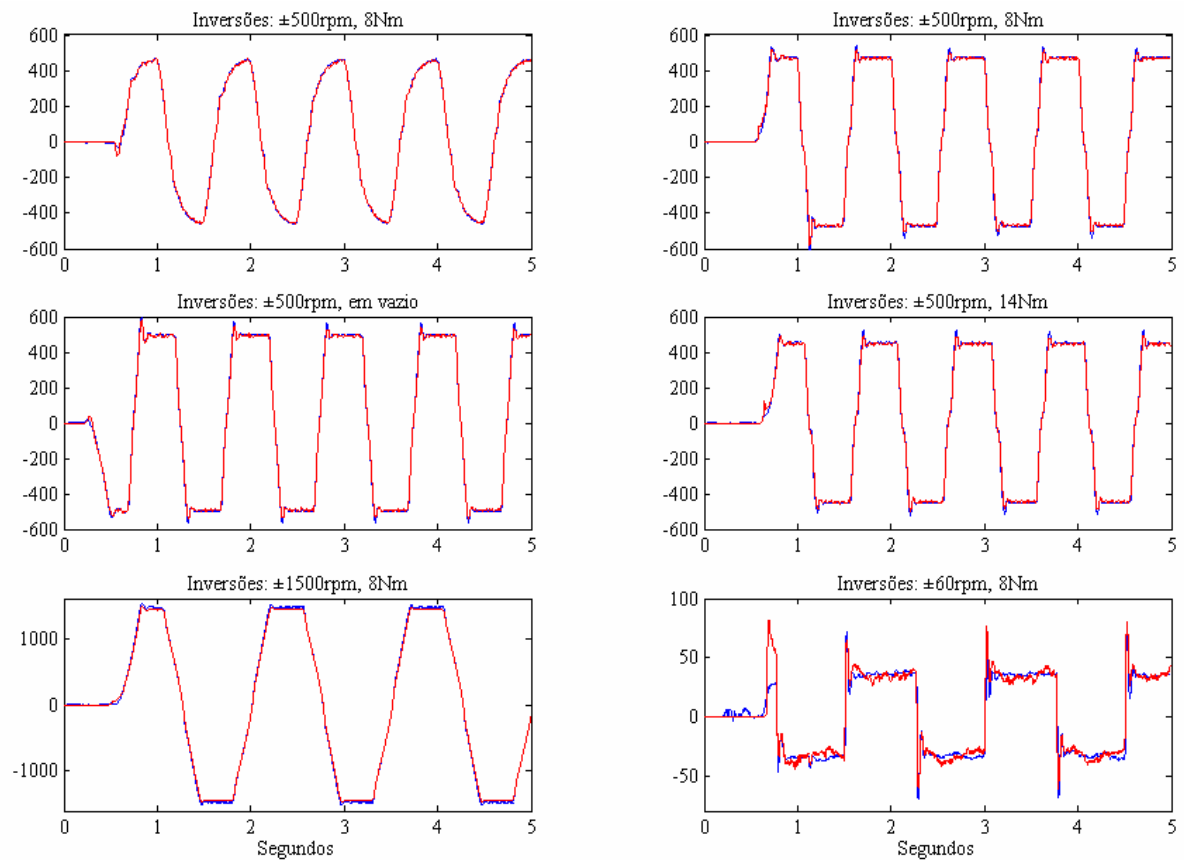 Inversões: ±500rpm, 8Nm
600
400
200
0
-200
-400
-600
0 1 2 3 4 5
Inversões: ±500rpm, 8Nm
600
400
200
0
-200
-400
-600
0 1 2 3 4 5
Inversões: ±500rpm, em vazio
600
400
200
0
-200
-400
-600
0 1 2 3 4 5
Inversões: ±500rpm, 14Nm
600
400
200
0
-200
-400
-600
0 1 2 3 4 5
Inversões: ±1500rpm, 8Nm
1000
0
-1000
0 1 2 3 4 5
Segundos
Inversões: ±60rpm, 8Nm
100
50
0
-50
0 1 2 3 4 5
Segundos